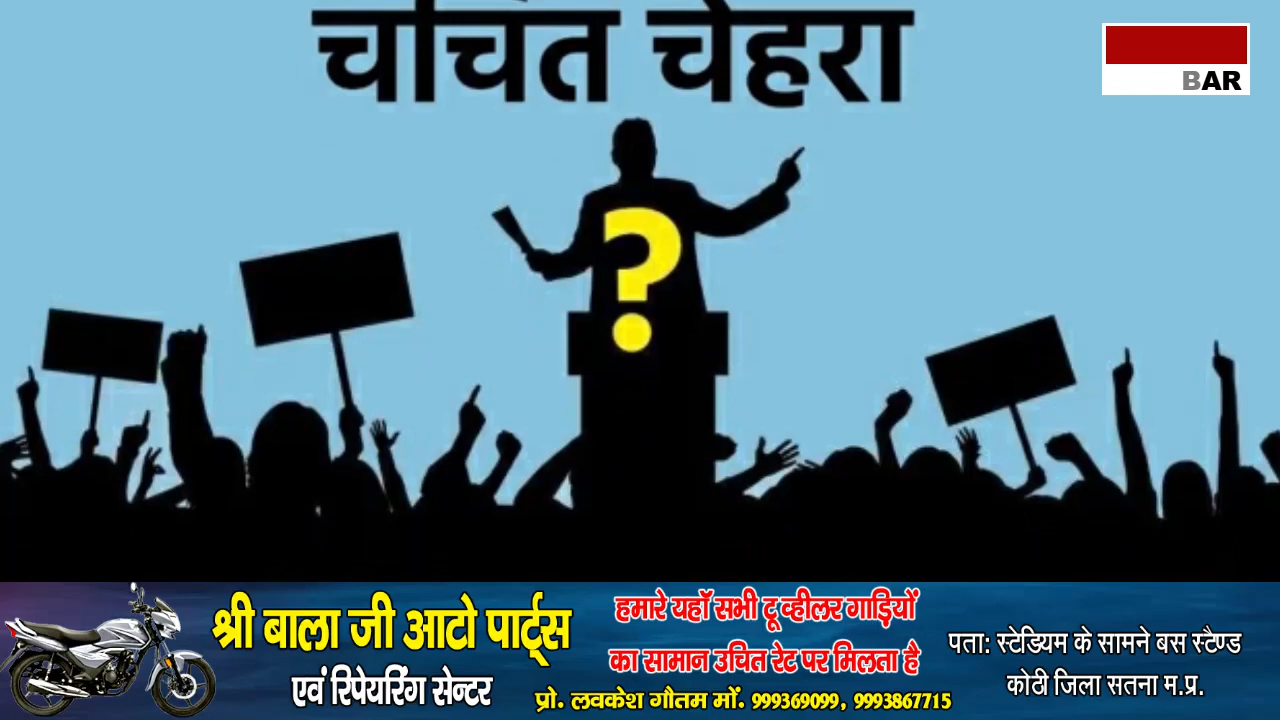 चर्चित चेहरा
BAR
?
श्री बाला जी आटो पार्ट्स
एवं रिपेयरिंग सेन्टर
हमारे यहॉ सभी टू व्हीलर गाड़ियों
का सामान उचित रेट पर मिलता है
प्रो. लवकेश गौतम मों. 999369099, 9993867715
पता: स्टेडियम के सामने बस स्टैण्ड
कोठी जिला सतना म.प्र.